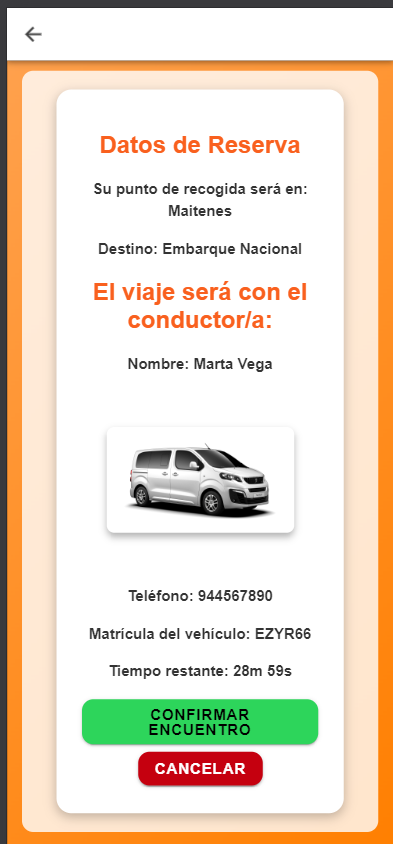 Datos de Reserva
Su punto de recogida será en:
Maitenes
Destino: Embarque Nacional
El viaje será con el
conductor/a:
Nombre: Marta Vega
Teléfono: 944567890
Matrícula del vehículo: EZYR66
Tiempo restante: 28m 59s
CONFIRMAR
ENCUENTRO
CANCELAR